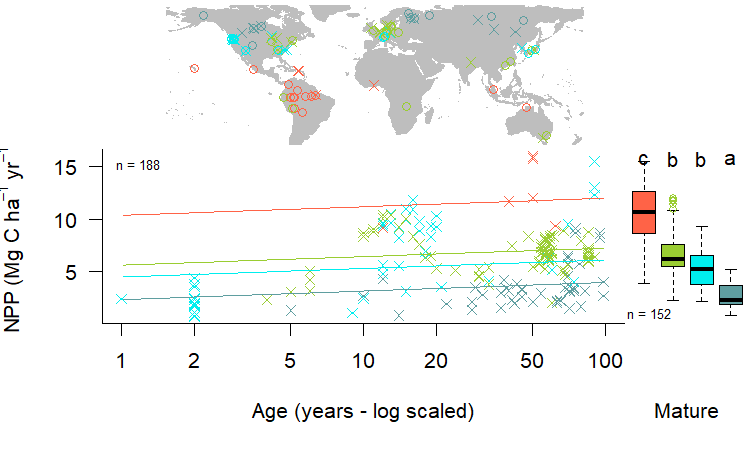 NPP (Mg C ha⁻¹ yr⁻¹)
15
10
5
n = 188
c b b a
n = 152
1 2 5 10 20 50 100
Age (years - log scaled)
Mature